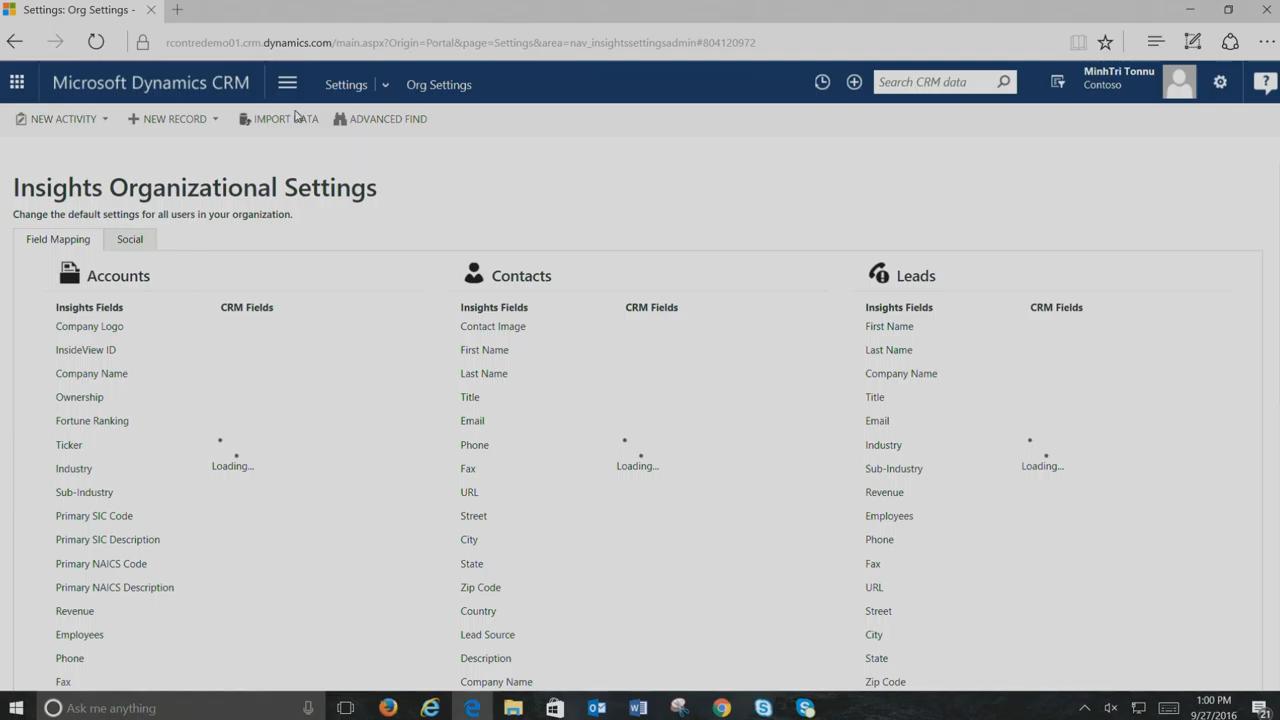 Settings: Org Settings -
rcontredemo01.crm.dynamics.com/main.aspx?Origin=Portal&page=Settings&area=nav_insightssettingsadmin#804120972
Microsoft Dynamics CRM
Settings
Org Settings
Search CRM data
MinhTri Tonnu
Contoso
NEW ACTIVITY
NEW RECORD
IMPORT DATA
ADVANCED FIND
Insights Organizational Settings
Change the default settings for all users in your organization.
Field Mapping
Social
Accounts
Insights Fields
CRM Fields
Company Logo
InsideView ID
Company Name
Ownership
Fortune Ranking
Ticker
Industry
Sub-Industry
Primary SIC Code
Primary SIC Description
Primary NAICS Code
Primary NAICS Description
Revenue
Employees
Phone
Fax
Loading...
Contacts
Insights Fields
CRM Fields
Contact Image
First Name
Last Name
Title
Email
Phone
Fax
URL
Street
City
State
Zip Code
Country
Lead Source
Description
Company Name
Loading...
Leads
Insights Fields
CRM Fields
First Name
Last Name
Company Name
Title
Email
Industry
Sub-Industry
Revenue
Employees
Phone
Fax
URL
Street
City
State
Zip Code
Loading...
Ask me anything
1:00 PM
9/27/2016
21